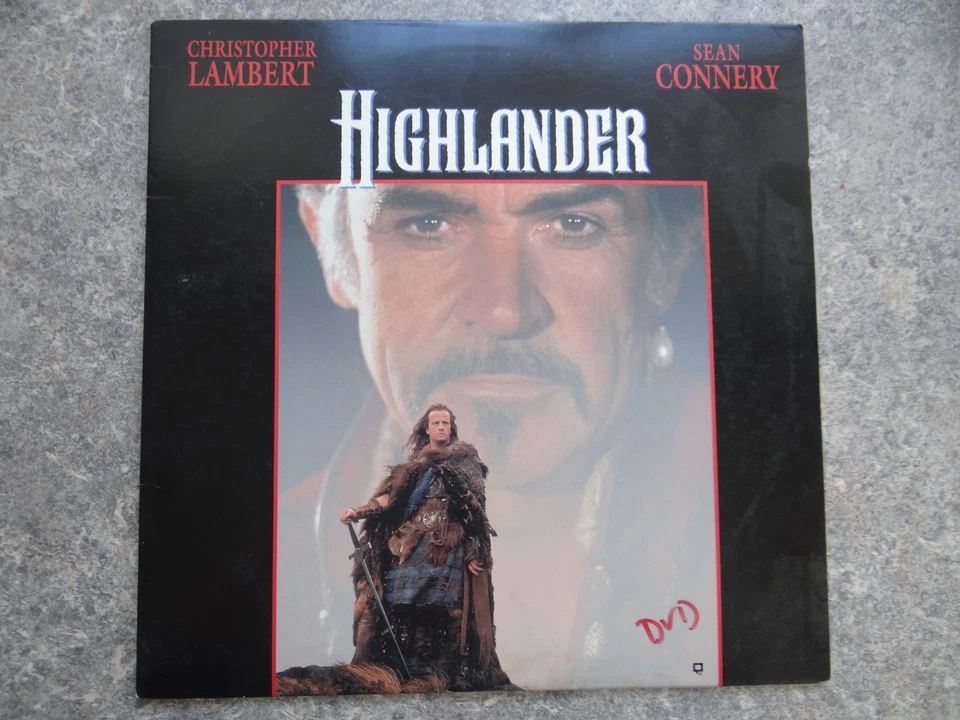 CHRISTOPHER
LAMBERT
SEAN
CONNERY
HIGHLANDER
DVD